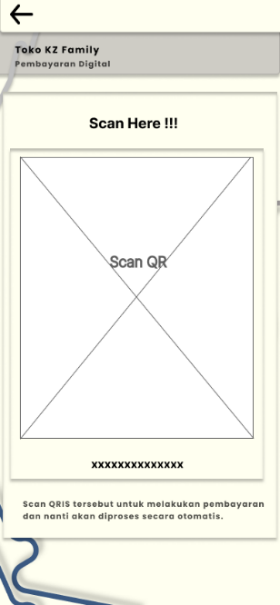 Toko KZ Family
Pembayaran Digital
Scan Here !!!
Scan QR
xxxxxxxxxxxxxx
Scan QRIS tersebut untuk melakukan pembayaran
dan nanti akan diproses secara otomatis.